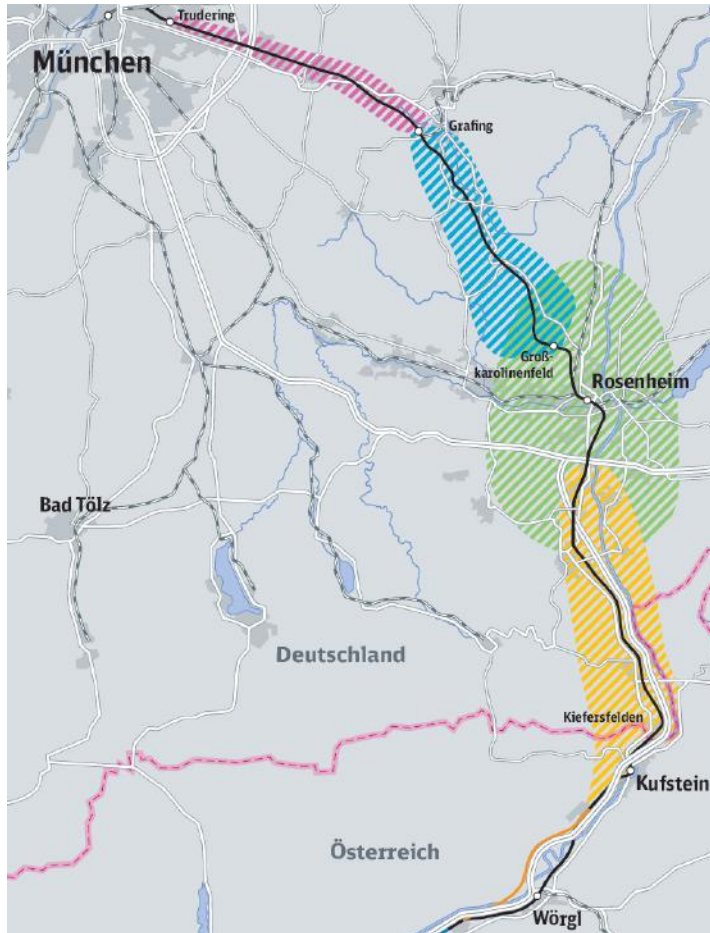 Trudering
München
Grafing
Groß-
karolinenfeld
Rosenheim
Bad Tölz
Deutschland
Kiefersfelden
Kufstein
Österreich
Wörgl